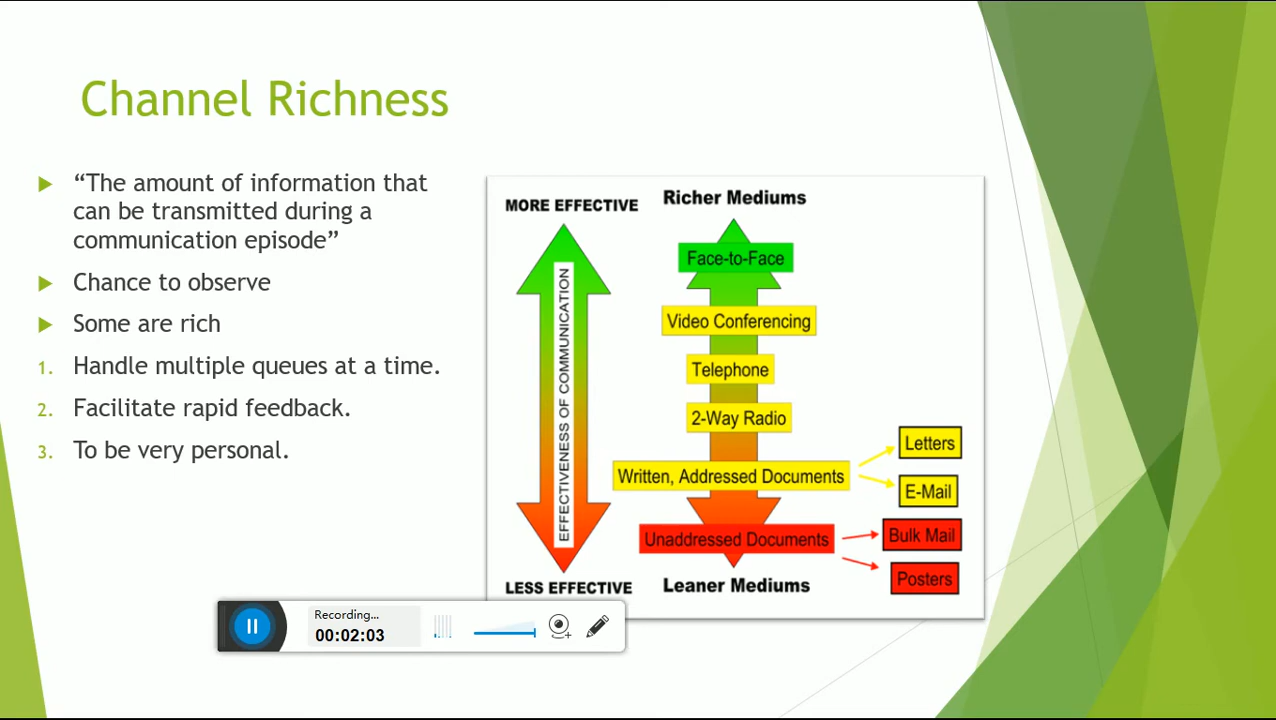 Channel Richness
“The amount of information that
can be transmitted during a
communication episode”
Chance to observe
Some are rich
1. Handle multiple queues at a time.
2. Facilitate rapid feedback.
3. To be very personal.
MORE EFFECTIVE
EFFECTIVENESS OF COMMUNICATION
LESS EFFECTIVE
Richer Mediums
Face-to-Face
Video Conferencing
Telephone
2-Way Radio
Written, Addressed Documents
Letters
E-Mail
Unaddressed Documents
Bulk Mail
Posters
Leaner Mediums
Recording...
00:02:03